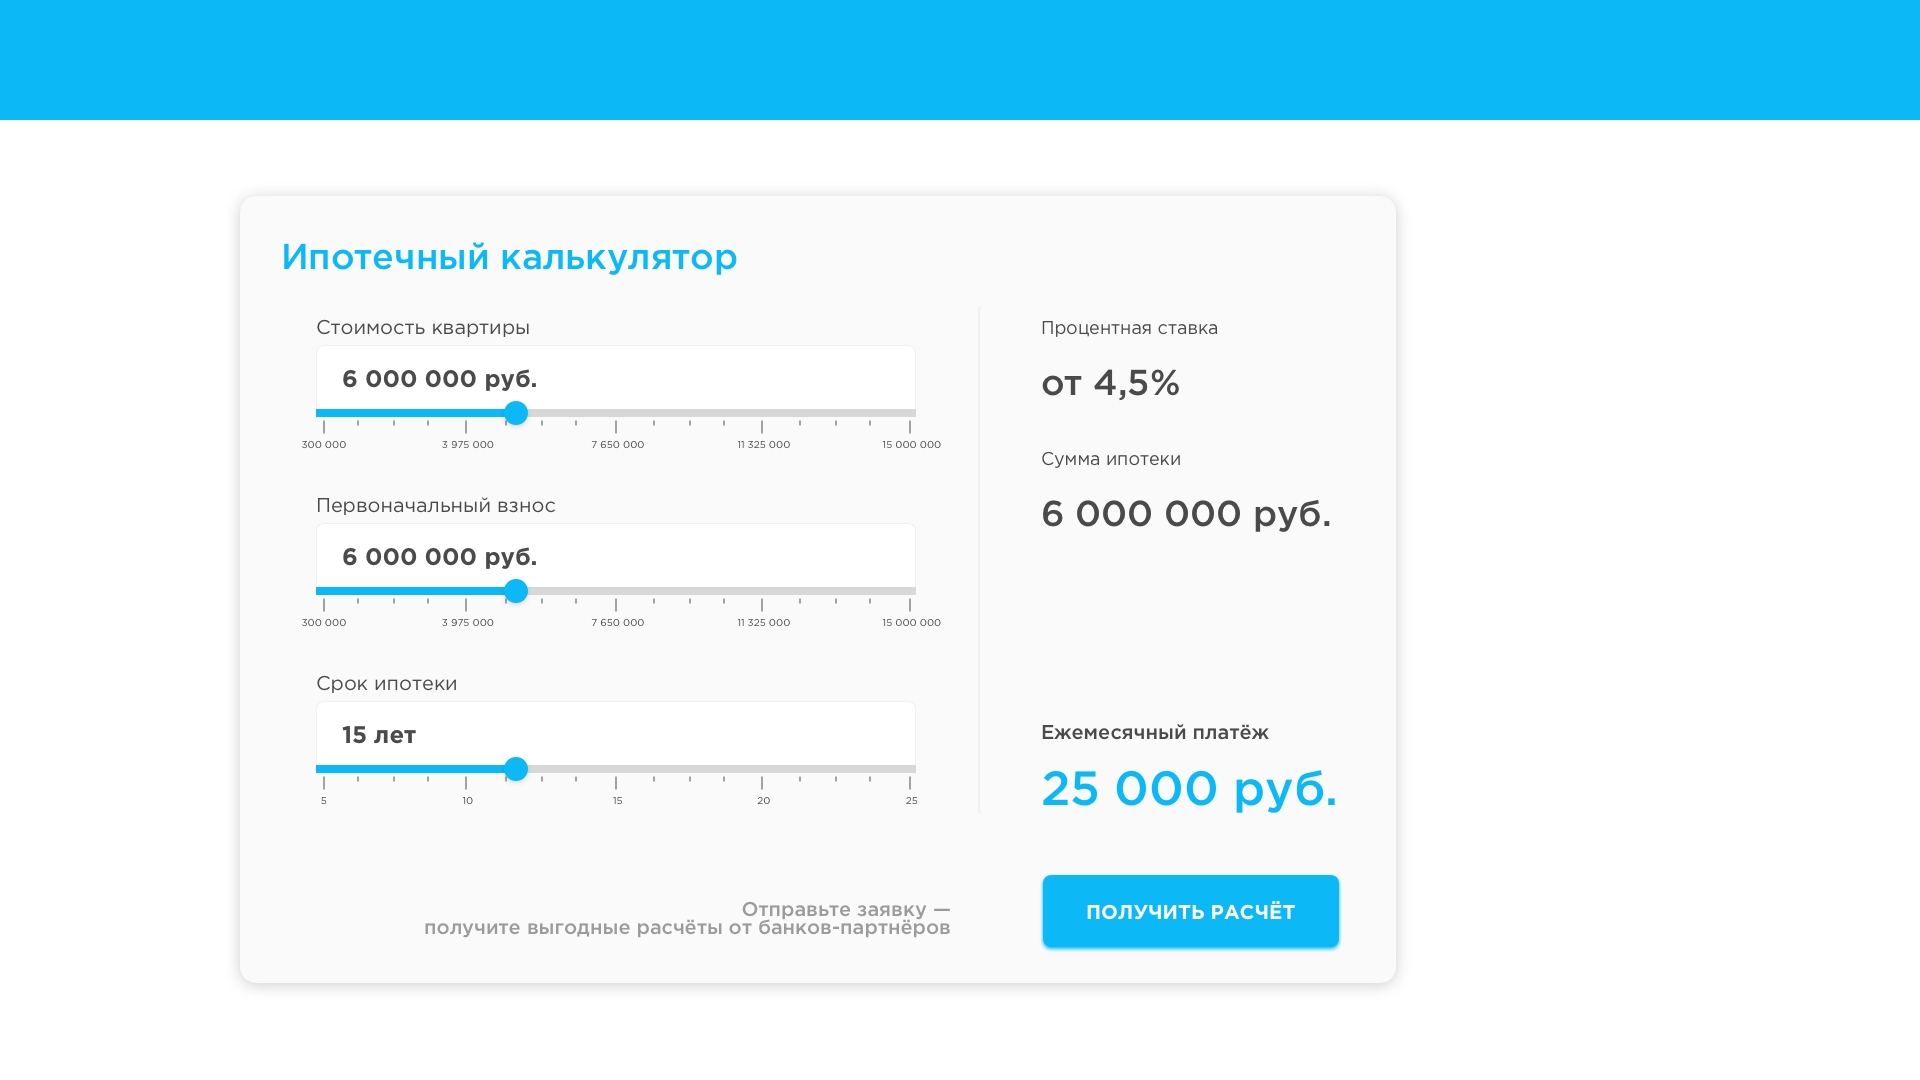 Ипотечный калькулятор
Стоимость квартиры
6 000 000 руб.
300 000 3 975 000 7 650 000 11 325 000 15 000 000
Первоначальный взнос
6 000 000 руб.
300 000 3 975 000 7 650 000 11 325 000 15 000 000
Срок ипотеки
15 лет
5 10 15 20 25
Отправьте заявку —
получите выгодные расчёты от банков-партнёров
Процентная ставка
от 4,5%
Сумма ипотеки
6 000 000 руб.
Ежемесячный платёж
25 000 руб.
ПОЛУЧИТЬ РАСЧЁТ